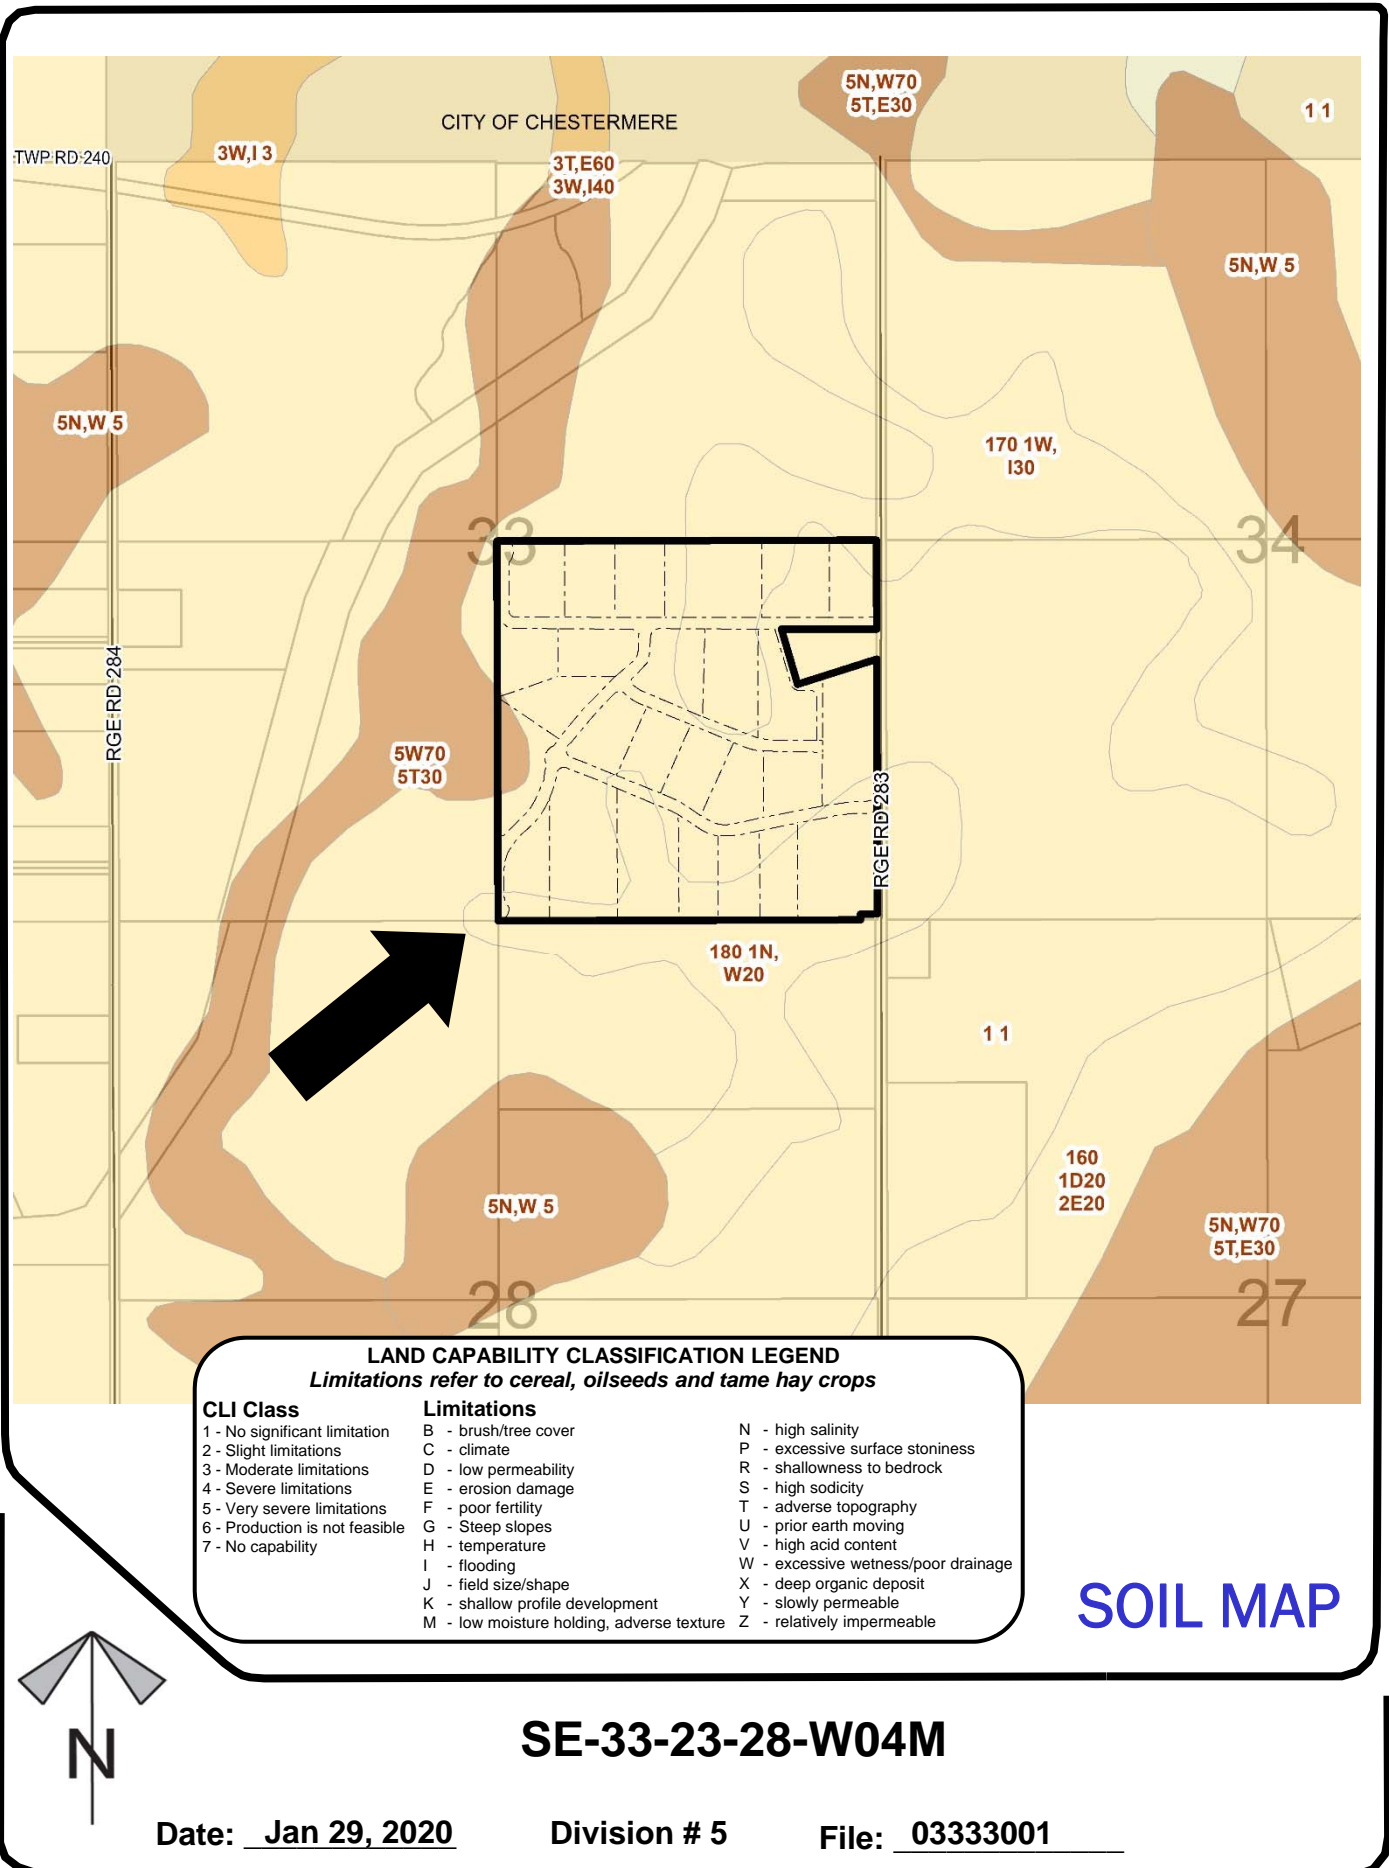 5N,W70
5T,E30
1 1
CITY OF CHESTERMERE
TWP RD 240
3W,I 3
3T,E60
3W,I40
5N,W 5
5N,W 5
170 1W,
I30
33
34
RGE RD 284
5W70
5T30
RGE RD 283
180 1N,
W20
1 1
160
1D20
2E20
5N,W 5
5N,W70
5T,E30
28
27
LAND CAPABILITY CLASSIFICATION LEGEND
Limitations refer to cereal, oilseeds and tame hay crops
CLI Class
1 - No significant limitation
2 - Slight limitations
3 - Moderate limitations
4 - Severe limitations
5 - Very severe limitations
6 - Production is not feasible
7 - No capability
Limitations
B - brush/tree cover
C - climate
D - low permeability
E - erosion damage
F - poor fertility
G - Steep slopes
H - temperature
I - flooding
J - field size/shape
K - shallow profile development
M - low moisture holding, adverse texture
N - high salinity
P - excessive surface stoniness
R - shallowness to bedrock
S - high sodicity
T - adverse topography
U - prior earth moving
V - high acid content
W - excessive wetness/poor drainage
X - deep organic deposit
Y - slowly permeable
Z - relatively impermeable
SOIL MAP
N
SE-33-23-28-W04M
Date: Jan 29, 2020 Division # 5 File: 03333001